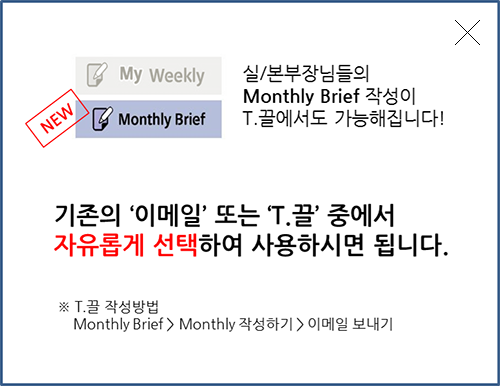 My Weekly
NEW
Monthly Brief
실/본부장님들의
Monthly Brief 작성이
T.끌에서도 가능해집니다!
기존의 ‘이메일’ 또는 ‘T.끌’ 중에서
자유롭게 선택하여 사용하시면 됩니다.
※ T.끌 작성방법
Monthly Brief > Monthly 작성하기 > 이메일 보내기